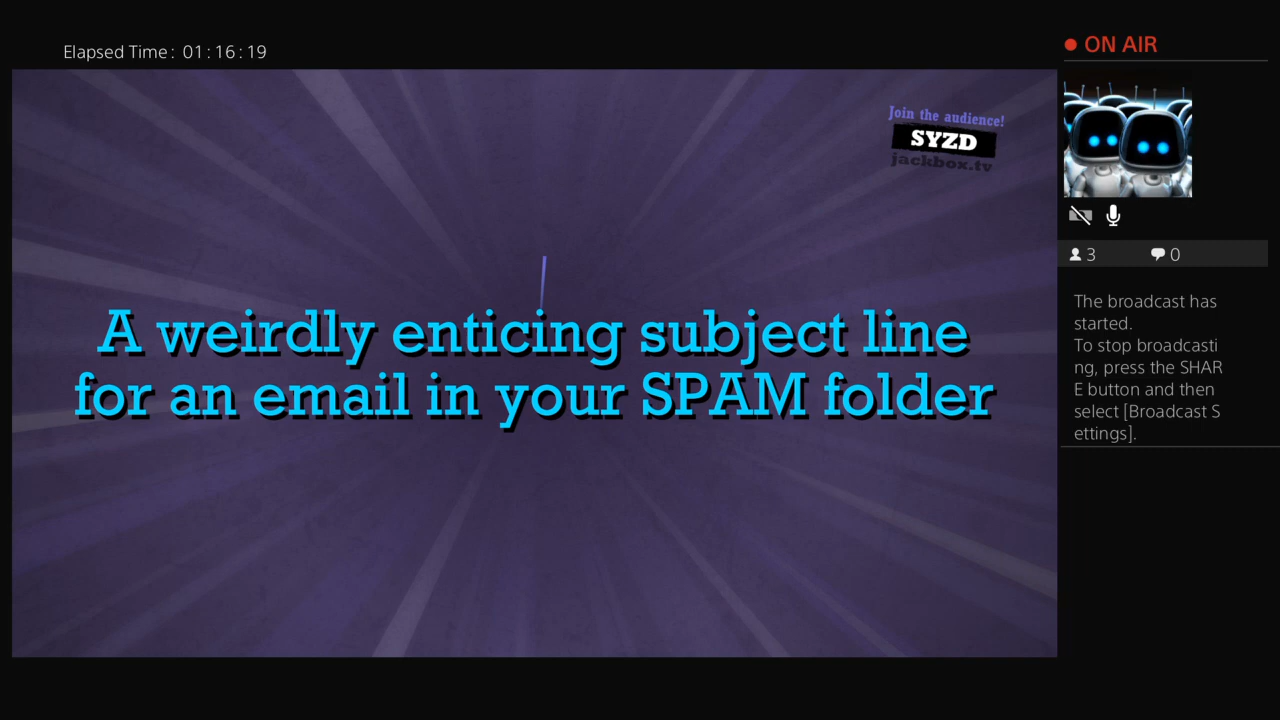 Elapsed Time: 01:16:19
ON AIR
Join the audience!
SYZD
jackbox.tv
A weirdly enticing subject line
for an email in your SPAM folder
3 0
The broadcast has
started.
To stop broadcasti
ng, press the SHAR
E button and then
select [Broadcast S
ettings].